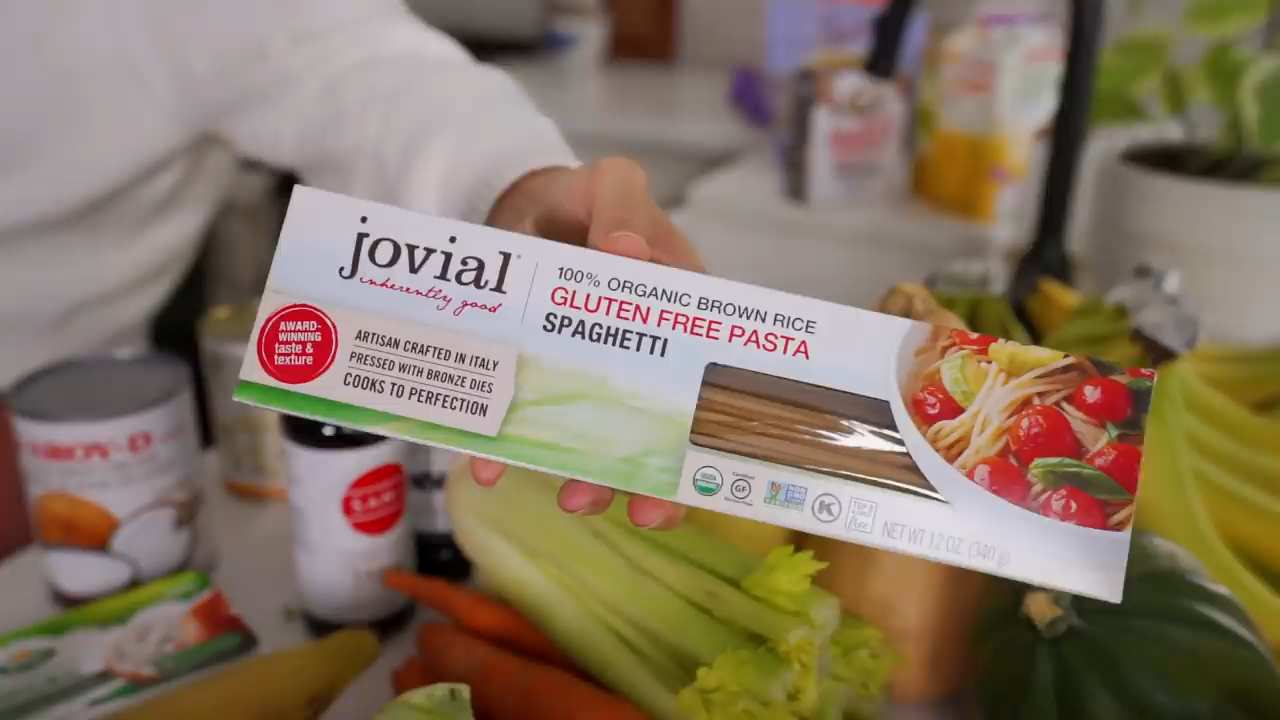 jovial
inherently good
100% ORGANIC BROWN RICE
GLUTEN FREE PASTA
SPAGHETTI
AWARD-
WINNING
taste &
texture
ARTISAN CRAFTED IN ITALY
PRESSED WITH BRONZE DIES
COOKS TO PERFECTION
GF
K
NET WT 12 OZ. (340 g)